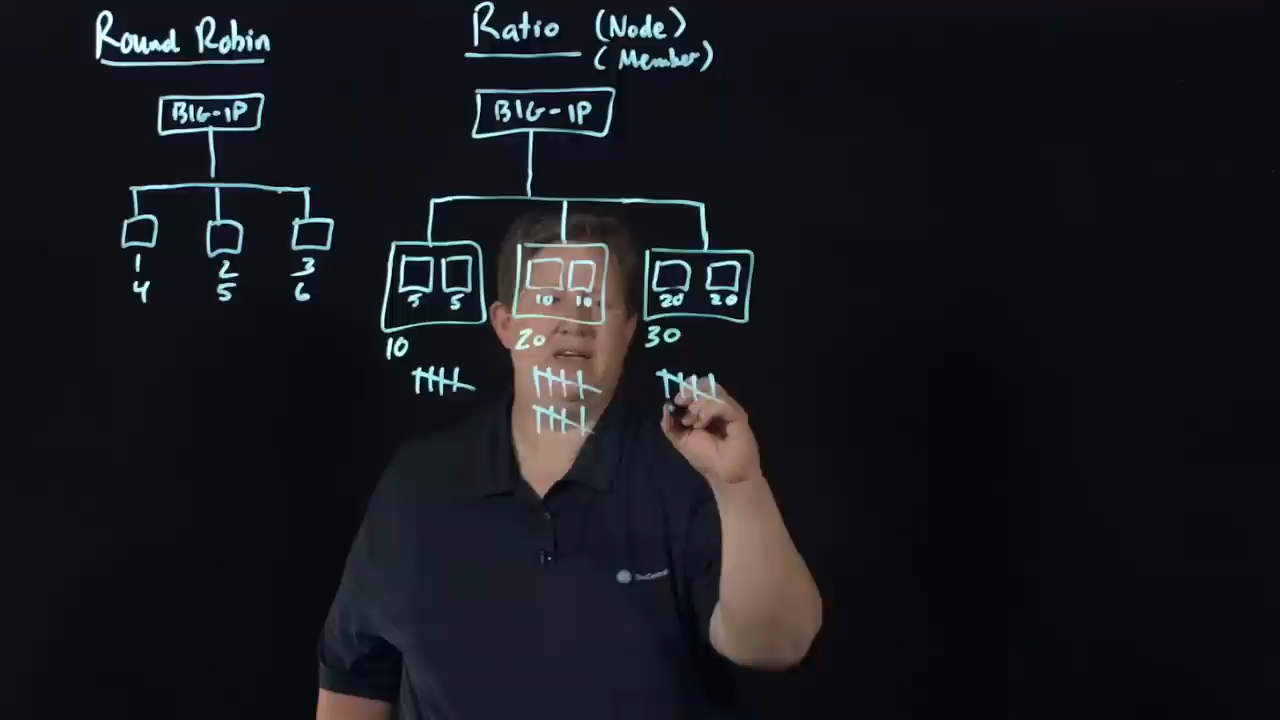 Round Robin
BIG-IP
1 2 3
4 5 6
Ratio (Node)
(Member)
BIG-IP
5 5 10 10 20 20
10 20 30